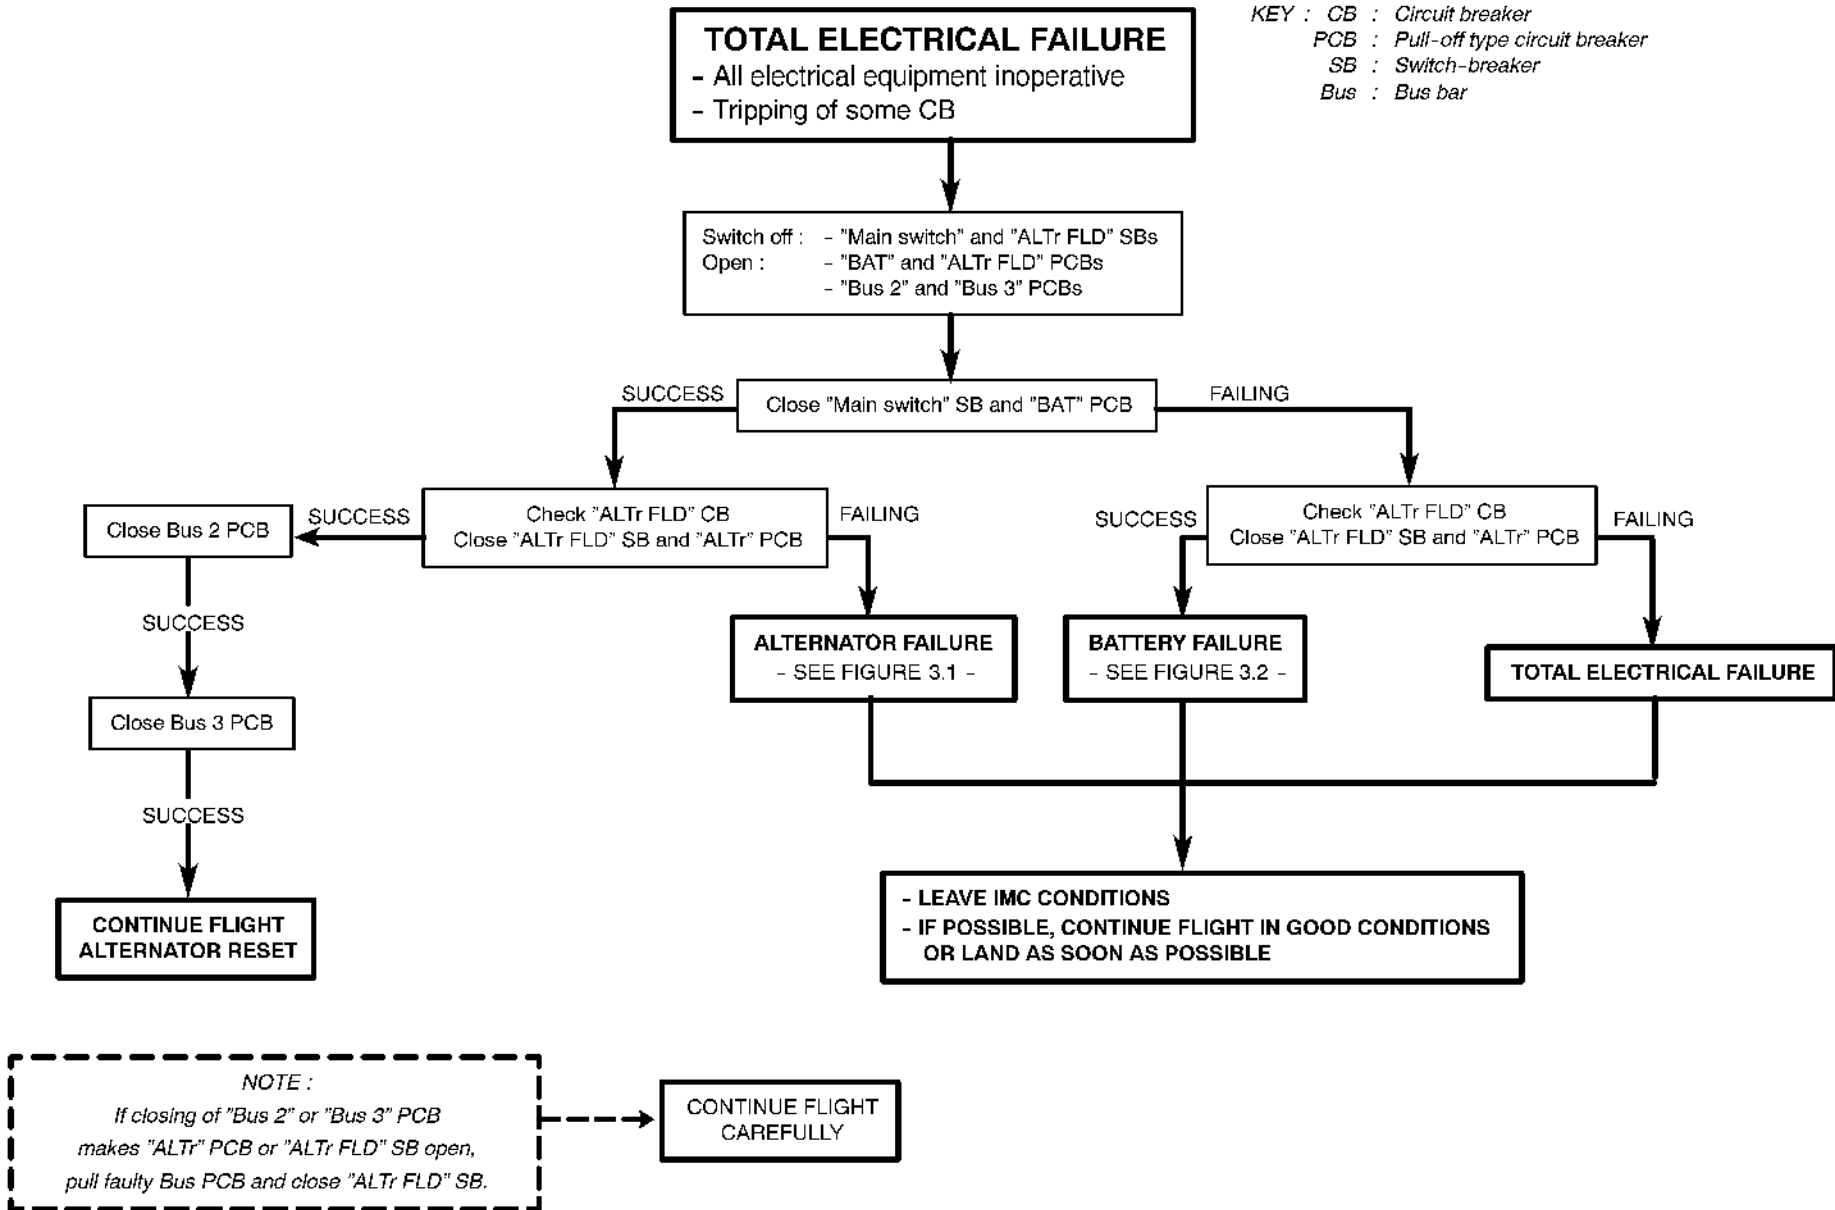 TOTAL ELECTRICAL FAILURE
- All electrical equipment inoperative
- Tripping of some CB
KEY : CB : Circuit breaker
PCB : Pull-off type circuit breaker
SB : Switch-breaker
Bus : Bus bar
Switch off : - "Main switch" and "ALTr FLD" SBs
Open : - "BAT" and "ALTr FLD" PCBs
- "Bus 2" and "Bus 3" PCBs
SUCCESS
Close "Main switch" SB and "BAT" PCB
FAILING
Close Bus 2 PCB
SUCCESS
Check "ALTr FLD" CB
Close "ALTr FLD" SB and "ALTr" PCB
FAILING
SUCCESS
Check "ALTr FLD" CB
Close "ALTr FLD" SB and "ALTr" PCB
FAILING
SUCCESS
ALTERNATOR FAILURE
- SEE FIGURE 3.1 -
BATTERY FAILURE
- SEE FIGURE 3.2 -
TOTAL ELECTRICAL FAILURE
Close Bus 3 PCB
SUCCESS
CONTINUE FLIGHT
ALTERNATOR RESET
- LEAVE IMC CONDITIONS
- IF POSSIBLE, CONTINUE FLIGHT IN GOOD CONDITIONS
OR LAND AS SOON AS POSSIBLE
NOTE :
If closing of "Bus 2" or "Bus 3" PCB
makes "ALTr" PCB or "ALTr FLD" SB open,
pull faulty Bus PCB and close "ALTr FLD" SB.
CONTINUE FLIGHT
CAREFULLY